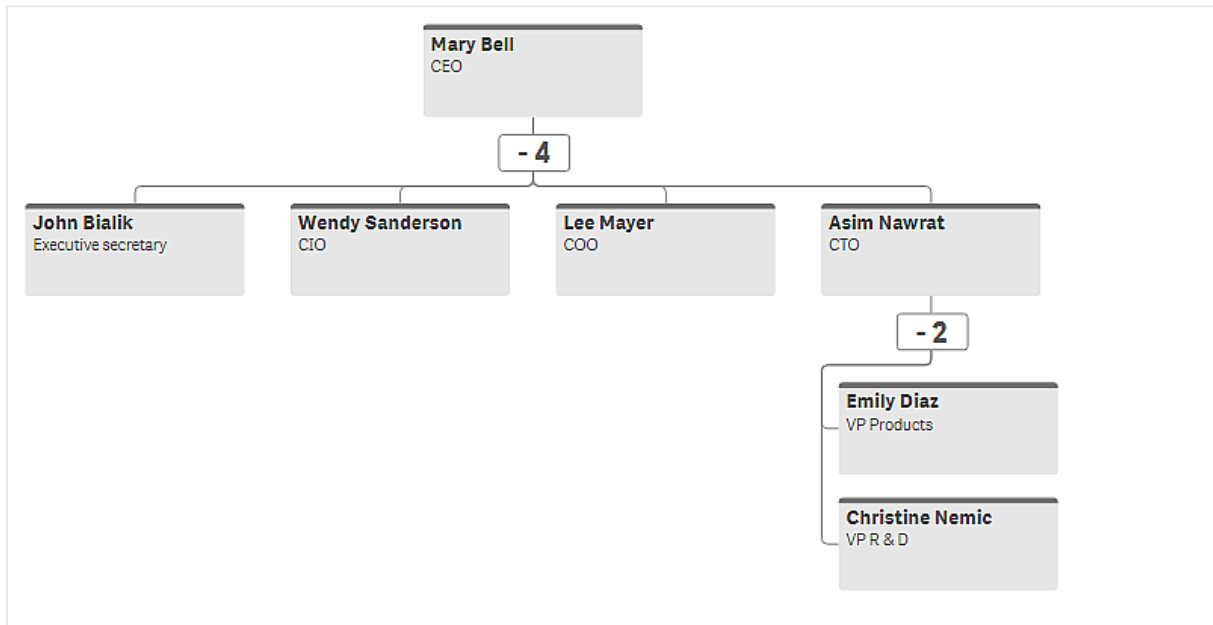 Mary Bell
CEO
- 4
John Bialik
Executive secretary
Wendy Sanderson
CIO
Lee Mayer
COO
Asim Nawrat
CTO
- 2
Emily Diaz
VP Products
Christine Nemic
VP R & D